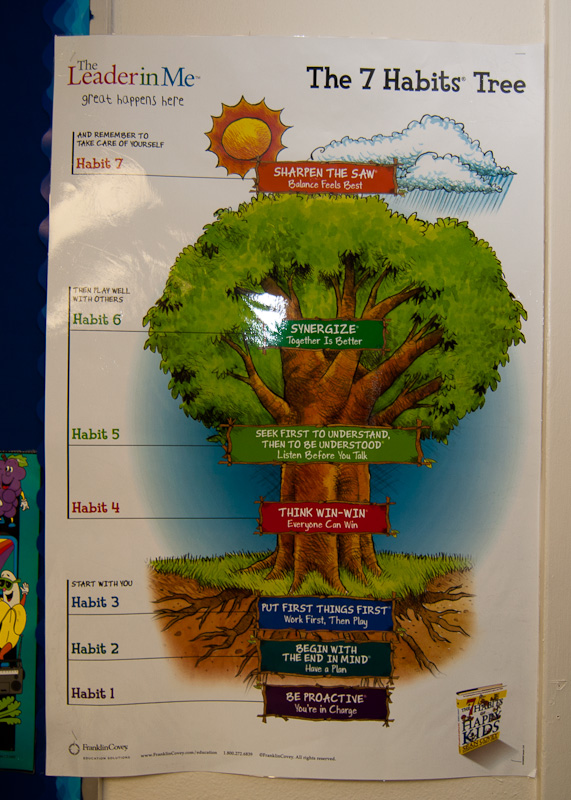 The
Leader in Me™
great happens here
The 7 Habits® Tree
AND REMEMBER TO
TAKE CARE OF YOURSELF
Habit 7
SHARPEN THE SAW®
Balance Feels Best
THEN PLAY WELL
WITH OTHERS
Habit 6
SYNERGIZE®
Together Is Better
Habit 5
SEEK FIRST TO UNDERSTAND,
THEN TO BE UNDERSTOOD®
Listen Before You Talk
Habit 4
THINK WIN-WIN®
Everyone Can Win
START WITH YOU
Habit 3
PUT FIRST THINGS FIRST®
Work First, Then Play
Habit 2
BEGIN WITH
THE END IN MIND®
Have a Plan
Habit 1
BE PROACTIVE®
You're in Charge
FranklinCovey
EDUCATION SOLUTIONS
www.FranklinCovey.com/education 1.800.272.6839 ©FranklinCovey. All rights reserved.
7
HABITS
HAPPY
KIDS
SEAN COVEY